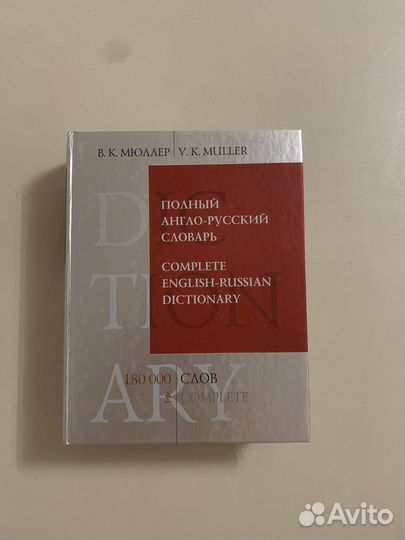 В. К. МЮЛЛЕР V. K. MULLER
DIC
TION
ARY
ПОЛНЫЙ
АНГЛО-РУССКИЙ
СЛОВАРЬ
COMPLETE
ENGLISH-RUSSIAN
DICTIONARY
180 000 СЛОВ
COMPLETE
Avito